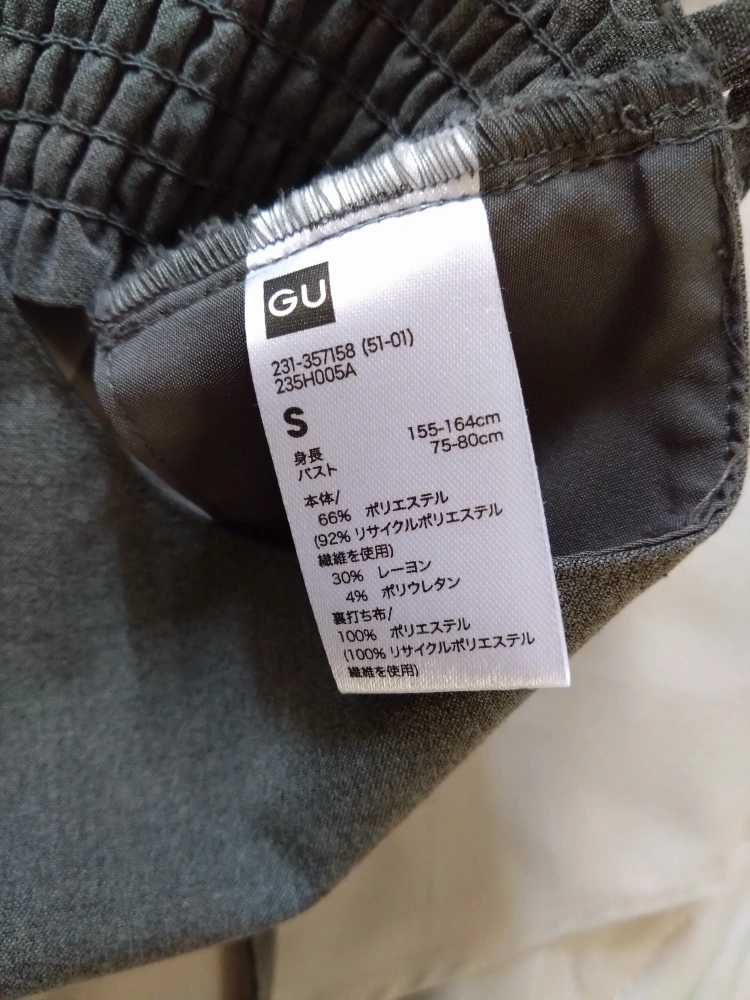 GU
231-357158 (51-01)
235H005A
S
身長 155-164cm
バスト 75-80cm
本体/
66% ポリエステル
(92% リサイクルポリエステル
繊維を使用)
30% レーヨン
4% ポリウレタン
裏打ち布/
100% ポリエステル
(100% リサイクルポリエステル
繊維を使用)